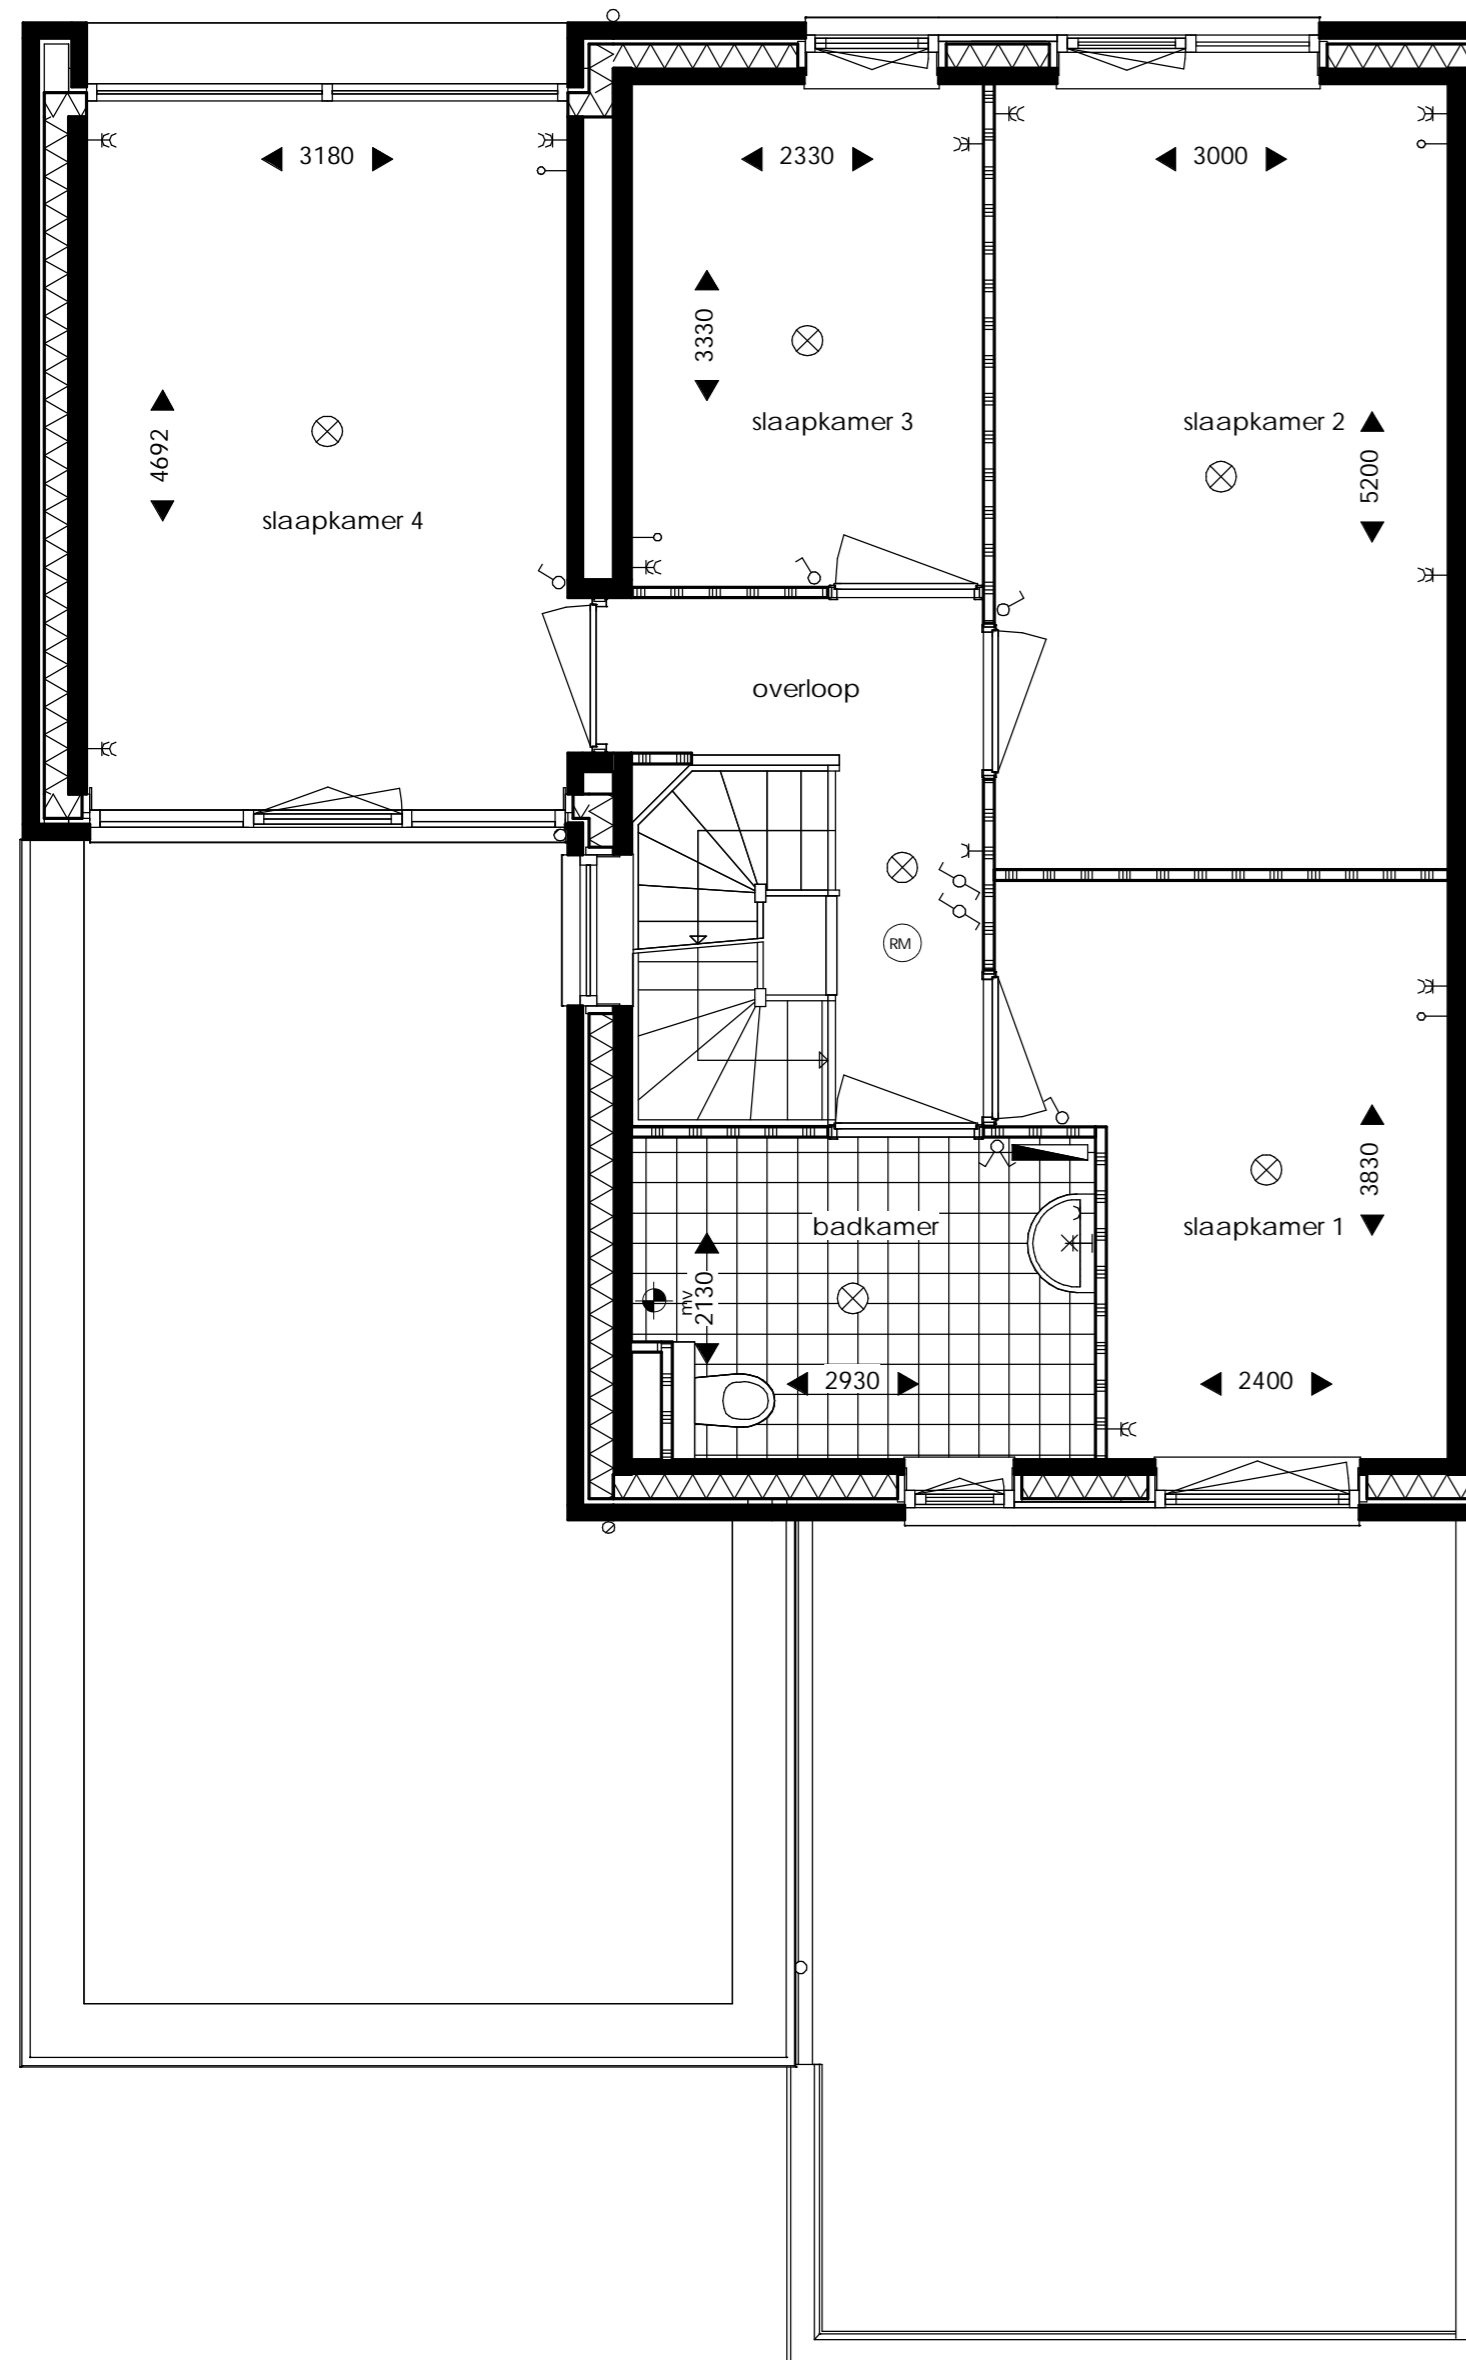 3180
2330
3000
3330
slaapkamer 3
slaapkamer 2
4692
5200
slaapkamer 4
overloop
RM
3830
badkamer
slaapkamer 1
mv
2130
2930
2400